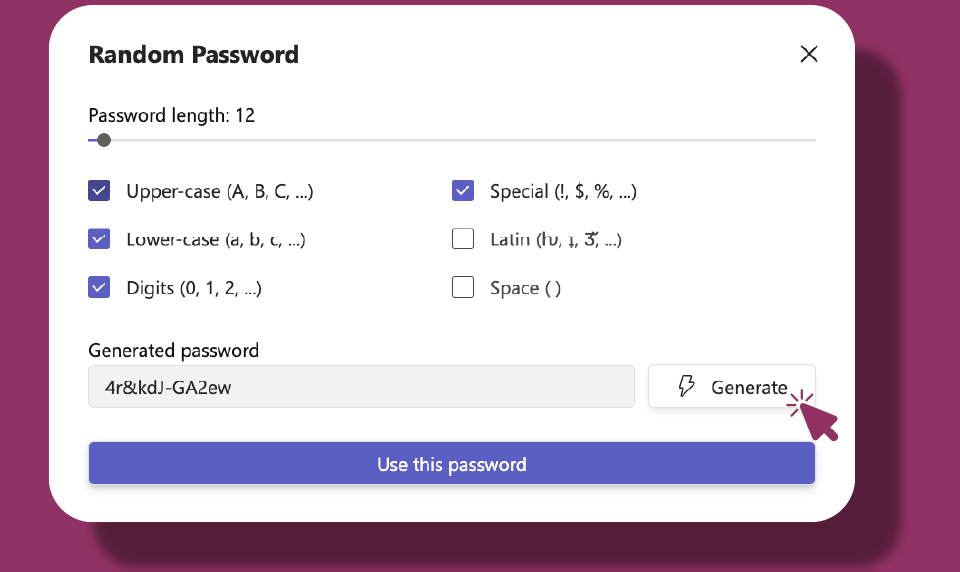 Random Password
Password length: 12
Upper-case (A, B, C, ...)
Special (!, $, %, ...)
Lower-case (a, b, c, ...)
Latin (ƕ, ʇ, ǯ, ...)
Digits (0, 1, 2, ...)
Space ( )
Generated password
4r&kdJ-GA2ew
Generate
Use this password